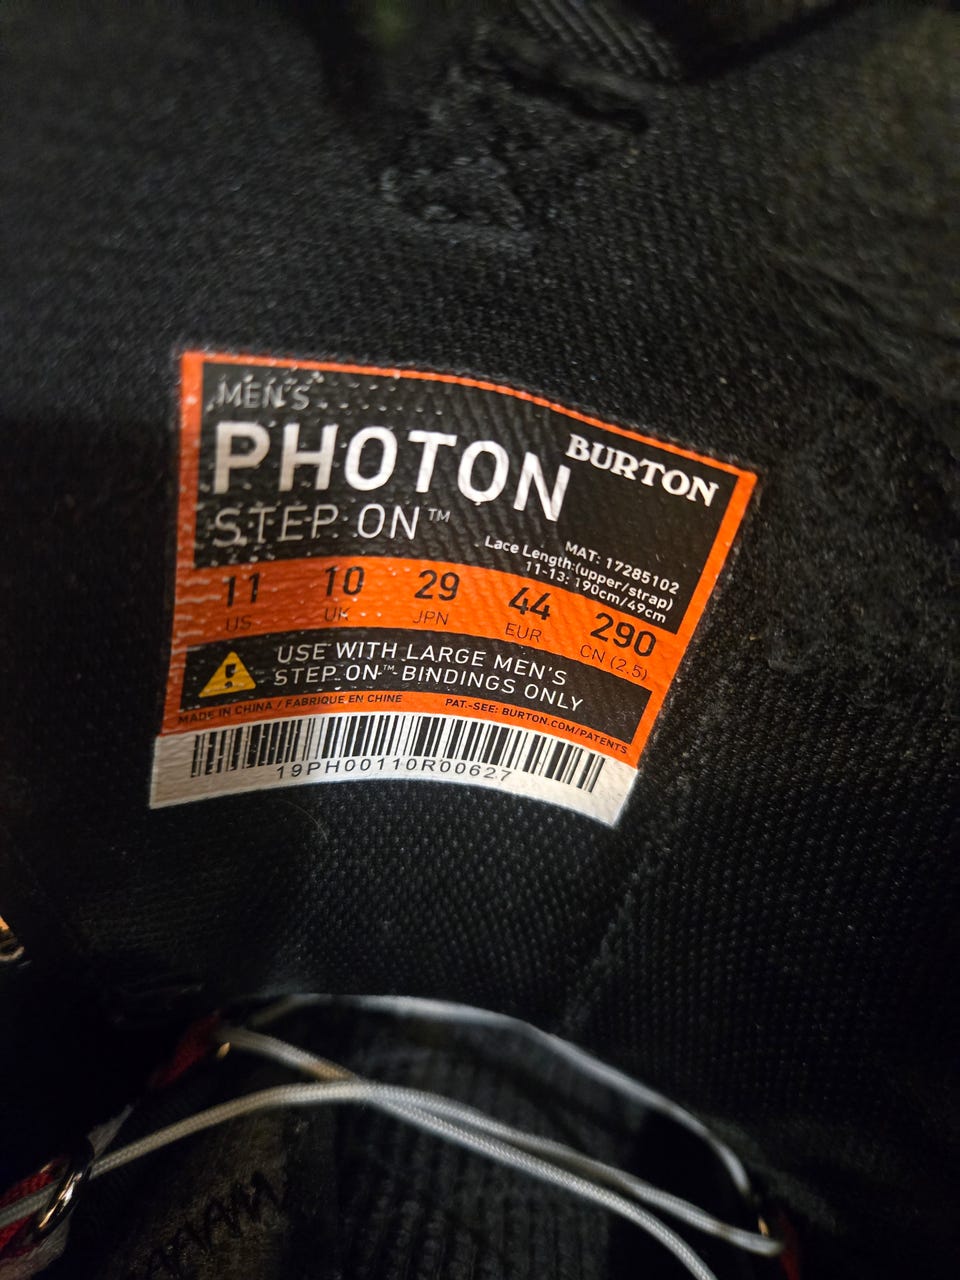 MEN'S
PHOTON
BURTON
STEP ON™
MAT: 17285102
Lace Length:(upper/strap)
11-13: 190cm/49cm
11 10 29 44 290
US UK JPN EUR CN (2.5)
USE WITH LARGE MEN'S
STEP ON™ BINDINGS ONLY
MADE IN CHINA / FABRIQUE EN CHINE PAT.-SEE: BURTON.COM/PATENTS
19PH00110R00627